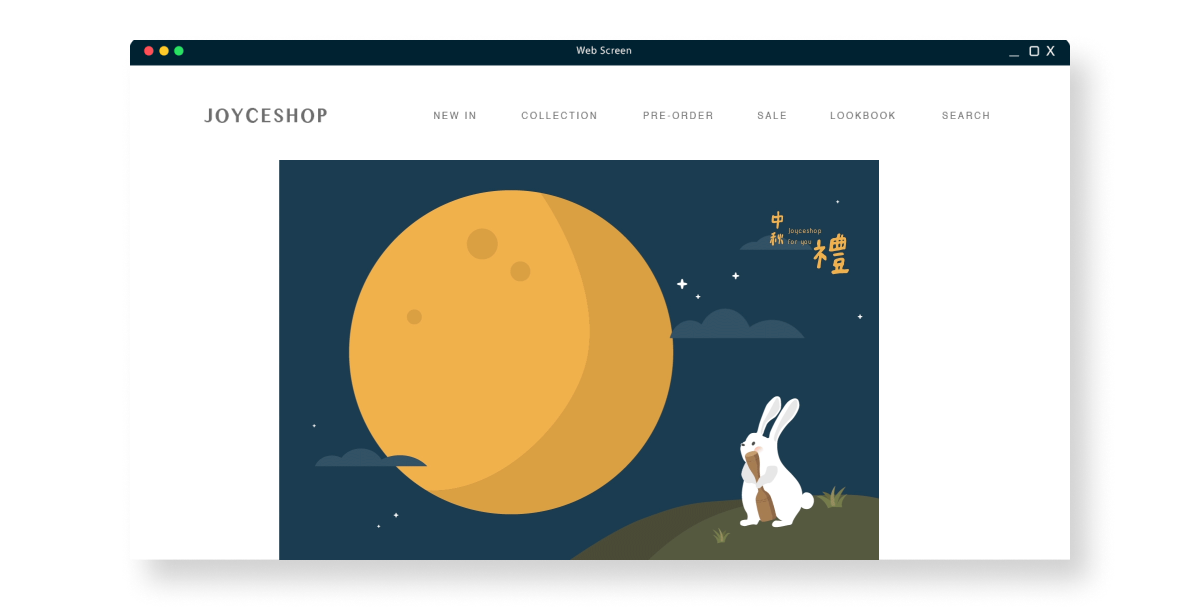 Web Screen
JOYCESHOP
NEW IN
COLLECTION
PRE-ORDER
SALE
LOOKBOOK
SEARCH
中秋
Joyceshop
for you
禮